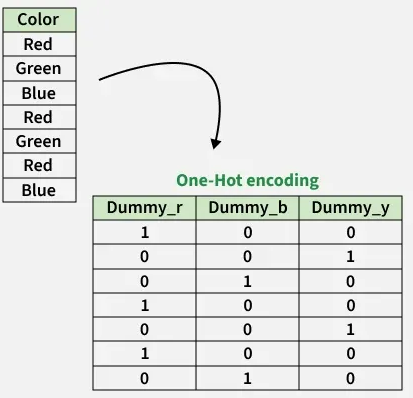 Color
Red
Green
Blue
Red
Green
Red
Blue
One-Hot encoding
Dummy_r Dummy_b Dummy_y
1 0 0
0 0 1
0 1 0
1 0 0
0 0 1
1 0 0
0 1 0